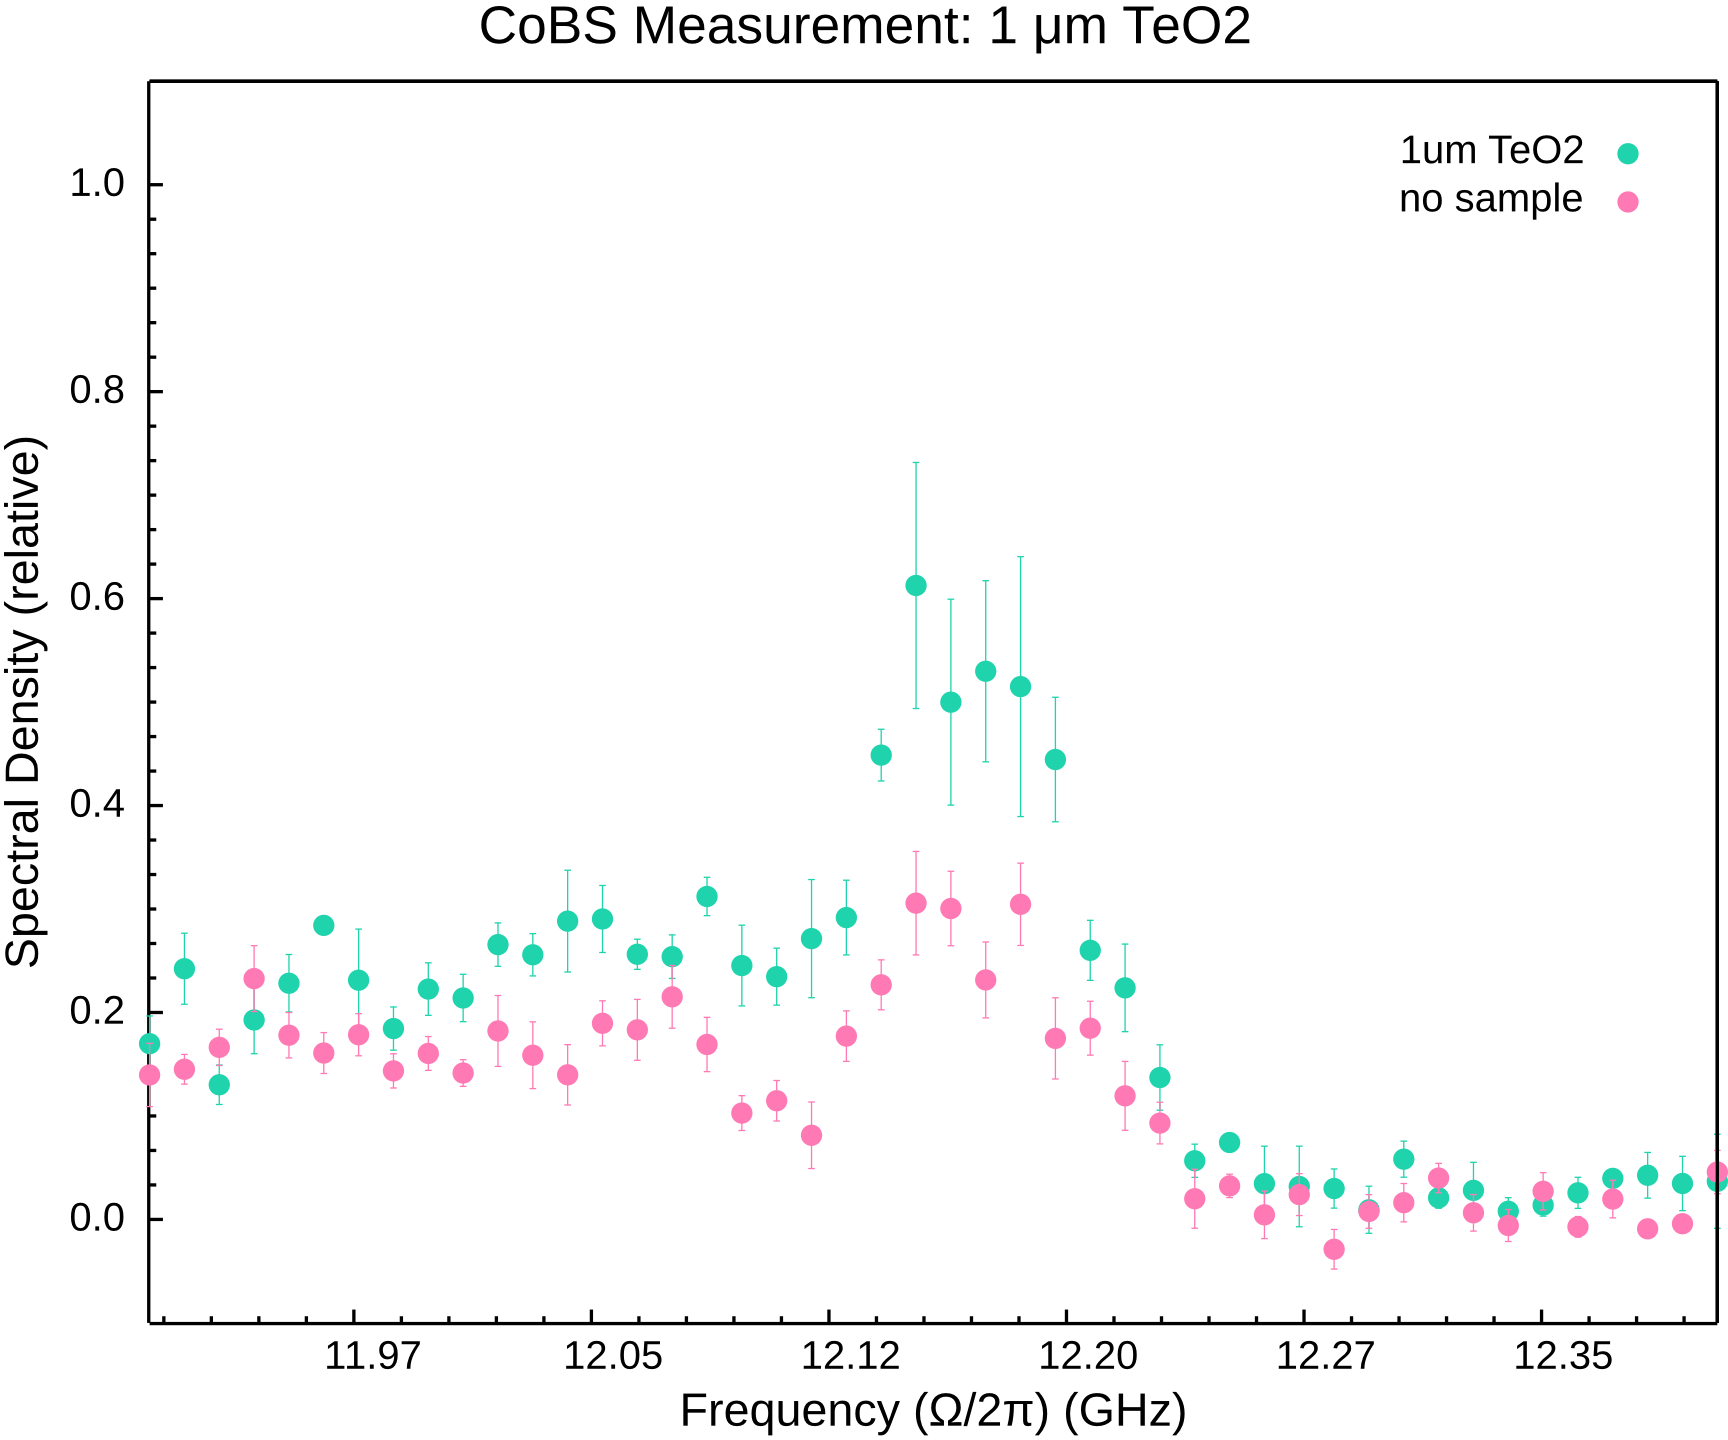 CoBS Measurement: 1 μm TeO2
1um TeO2
no sample
1.0
0.8
0.6
0.4
0.2
0.0
Spectral Density (relative)
11.97 12.05 12.12 12.20 12.27 12.35
Frequency (Ω/2π) (GHz)